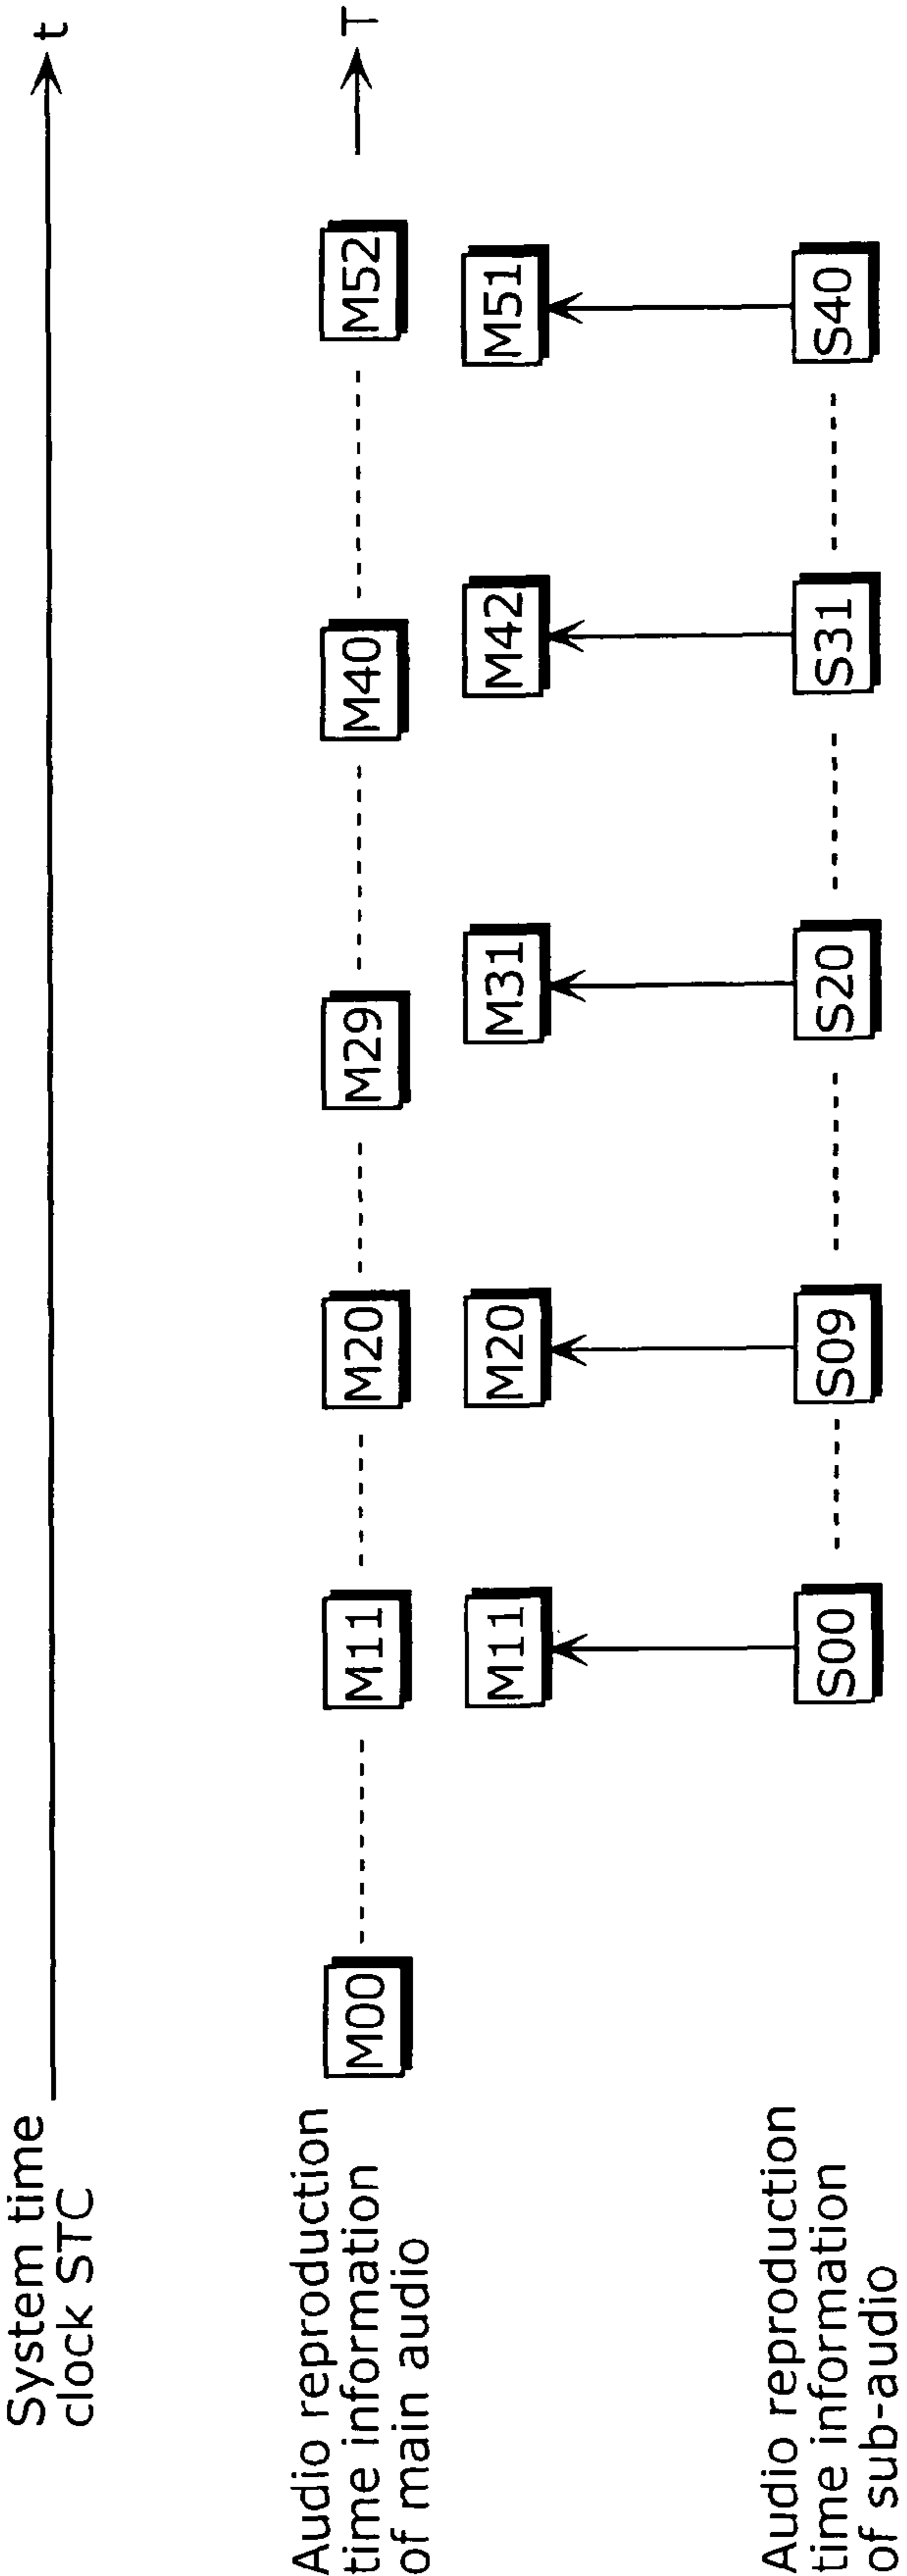 System time
clock STC
t
Audio reproduction
time information
of main audio
M00
M11
M20
M29
M40
M52
T
M11
M20
M31
M42
M51
Audio reproduction
time information
of sub-audio
S00
S09
S20
S31
S40